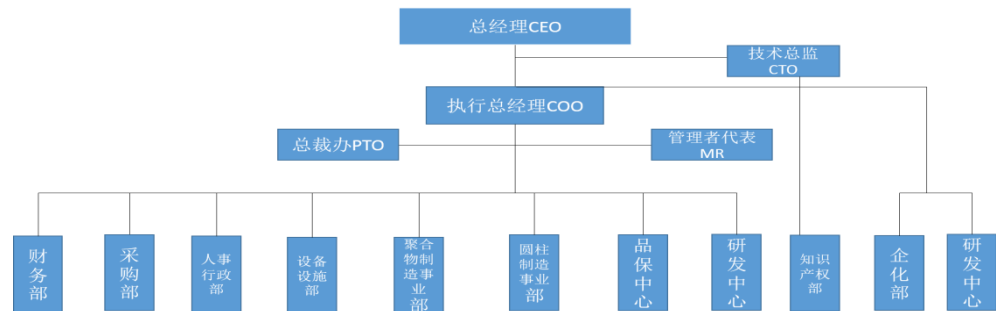 总经理CEO
技术总监
CTO
执行总经理COO
总裁办PTO
管理者代表
MR
财
务
部
采
购
部
人事
行政
部
设备
设施
部
聚合
物制
造事
业
部
圆柱
制造
事业
部
品
保
中
心
研
发
中
心
知识
产权
部
企
化
部
研
发
中
心